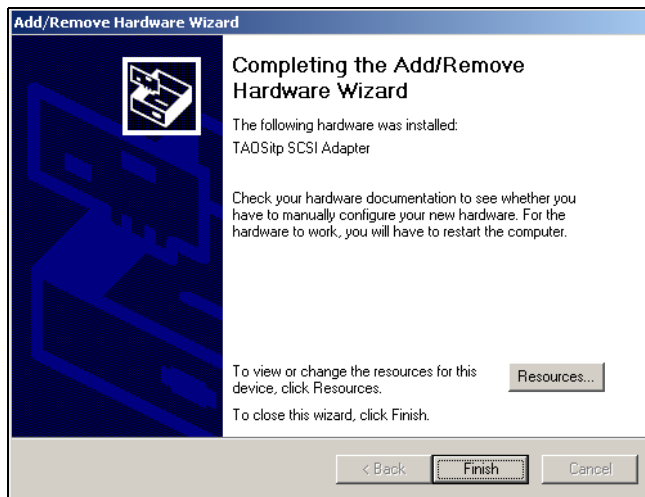 Add/Remove Hardware Wizard
Completing the Add/Remove
Hardware Wizard
The following hardware was installed:
TAOSitp SCSI Adapter
Check your hardware documentation to see whether you
have to manually configure your new hardware. For the
hardware to work, you will have to restart the computer.
To view or change the resources for this
device, click Resources.
Resources...
To close this wizard, click Finish.
< Back
Finish
Cancel